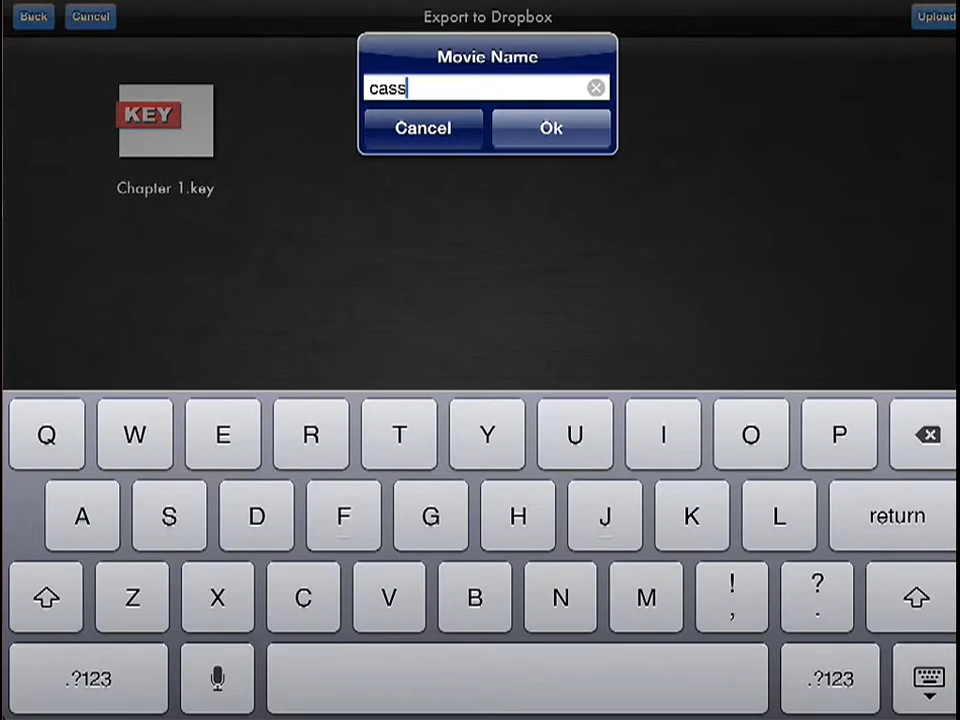 Back Cancel Export to Dropbox Upload
Movie Name
cass
Cancel Ok
KEY
Chapter 1.key
Q W E R T Y U I O P
A S D F G H J K L return
Z X C V B N M ! , ? .
.?123 .?123